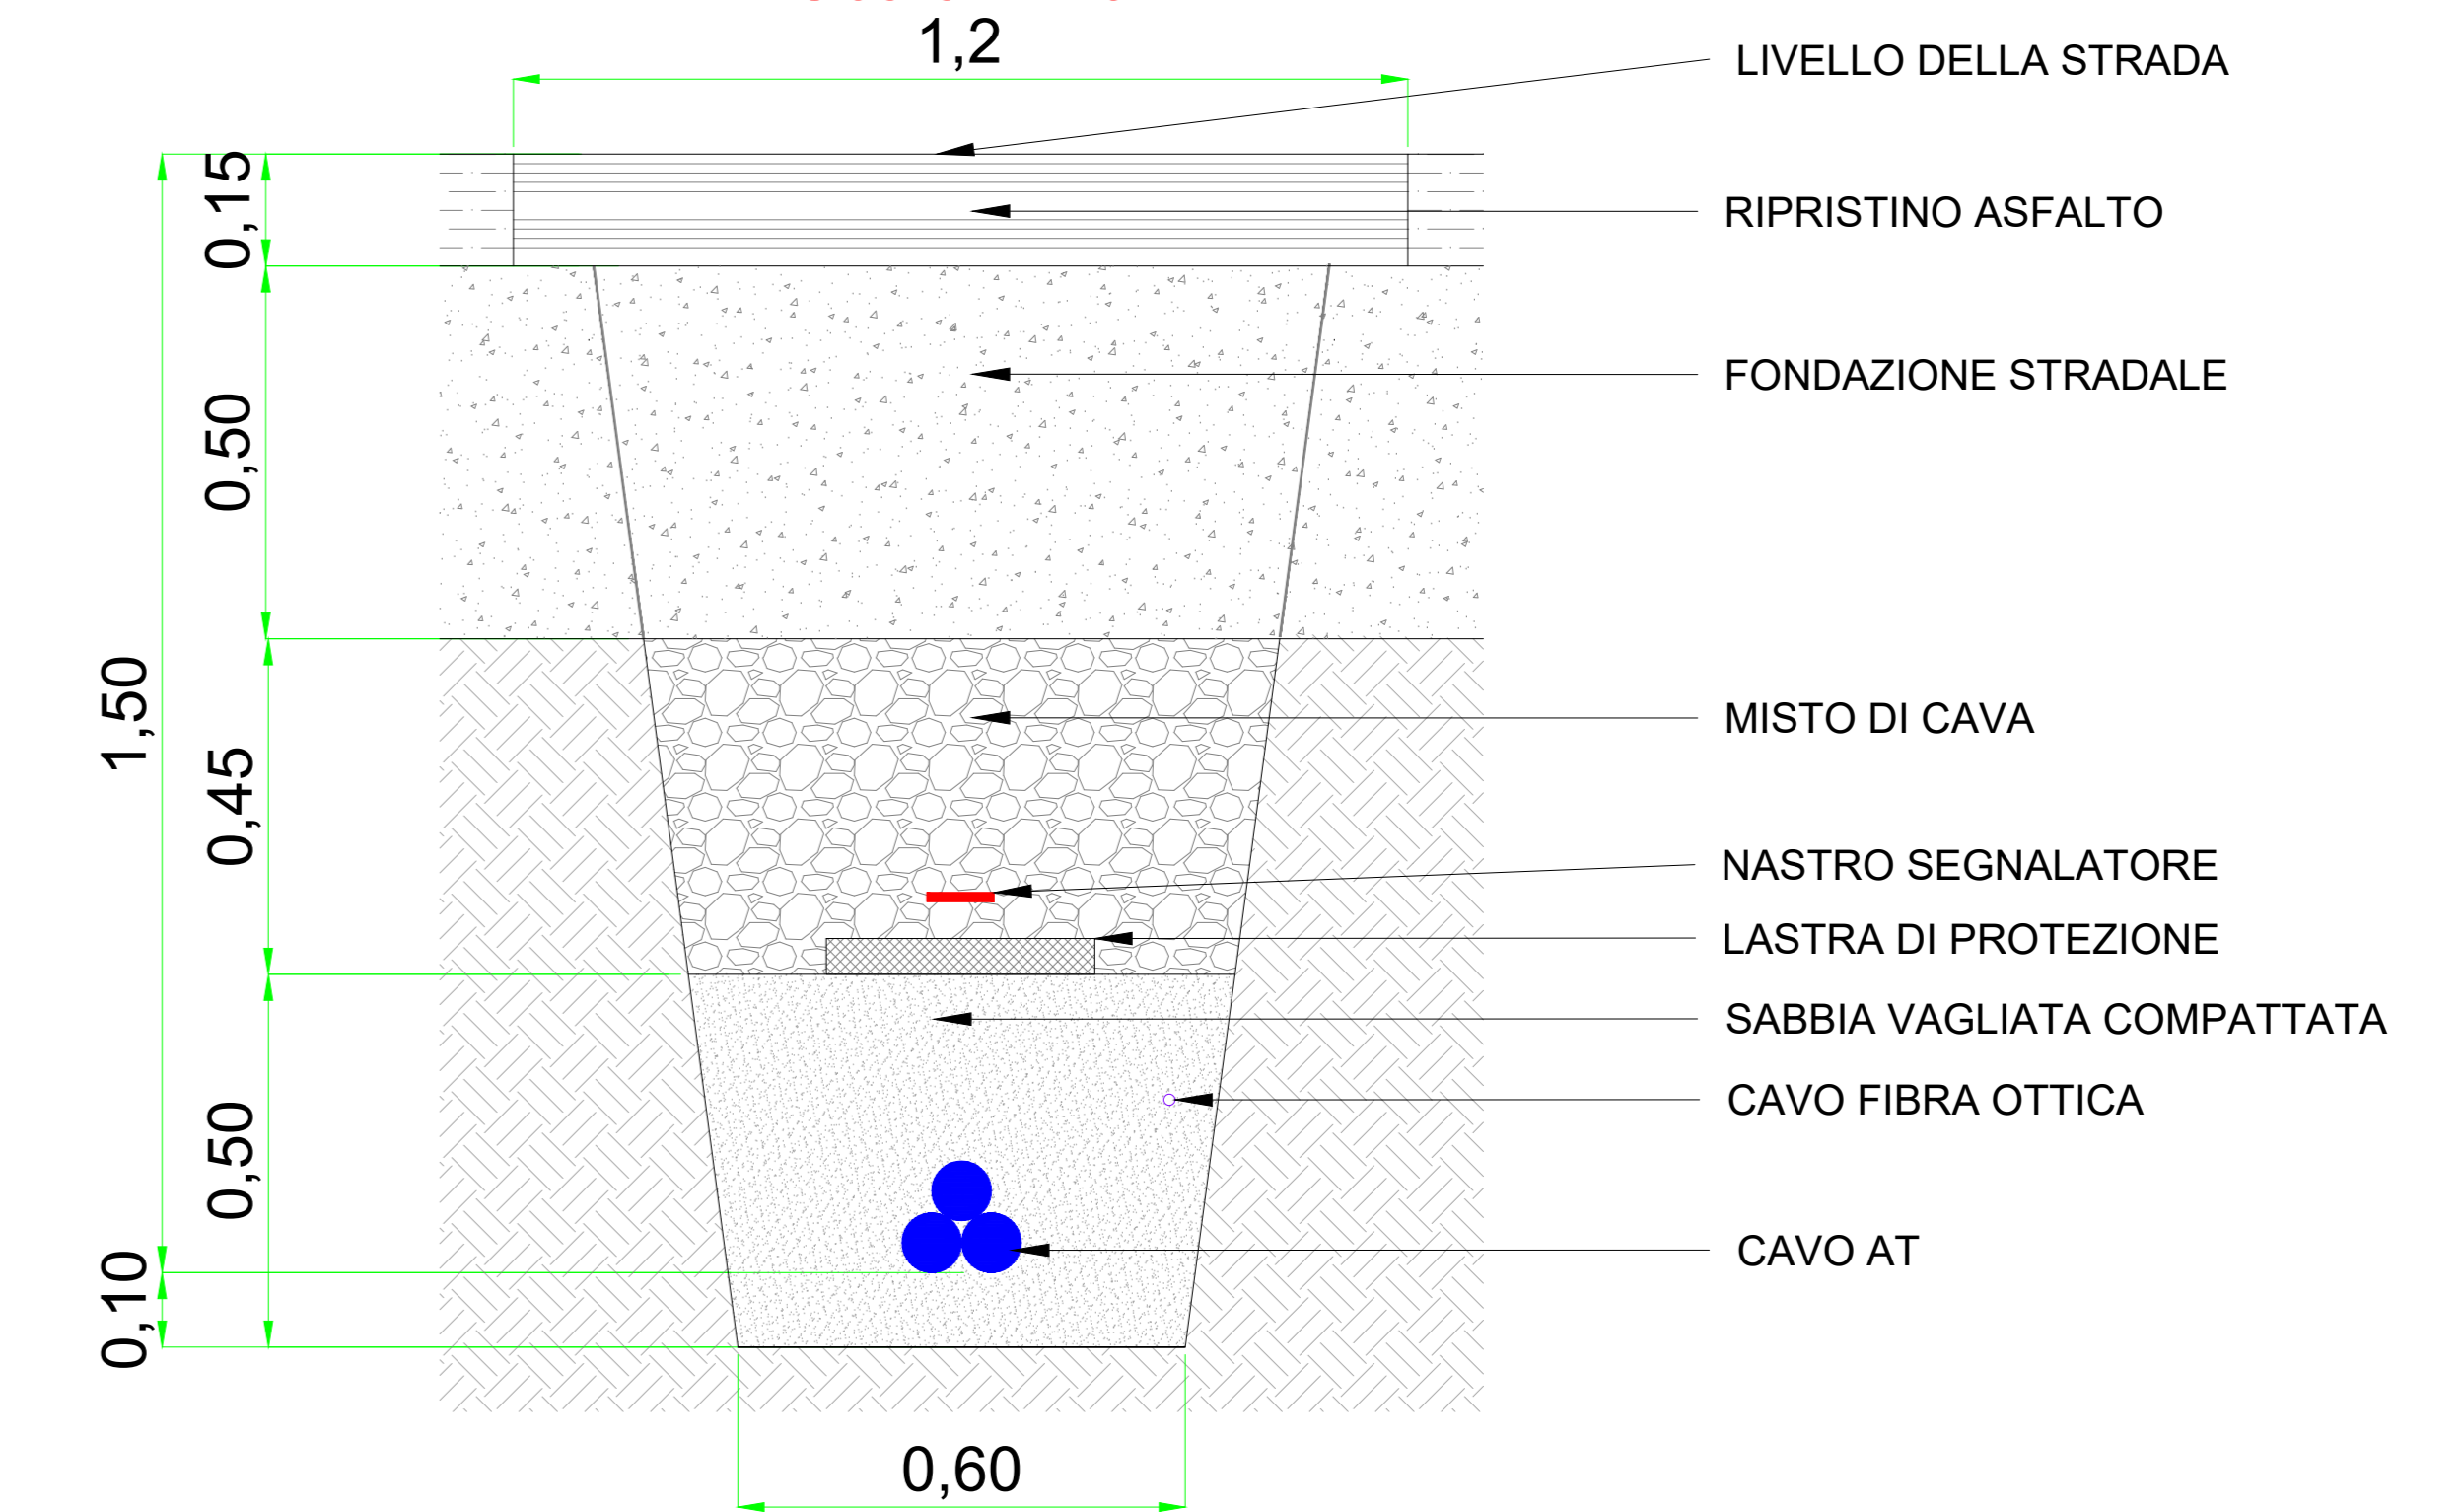 1,2
LIVELLO DELLA STRADA
0,15
RIPRISTINO ASFALTO
FONDAZIONE STRADALE
0,50
1,50
MISTO DI CAVA
0,45
NASTRO SEGNALATORE
LASTRA DI PROTEZIONE
SABBIA VAGLIATA COMPATTATA
CAVO FIBRA OTTICA
0,50
CAVO AT
0,10
0,60